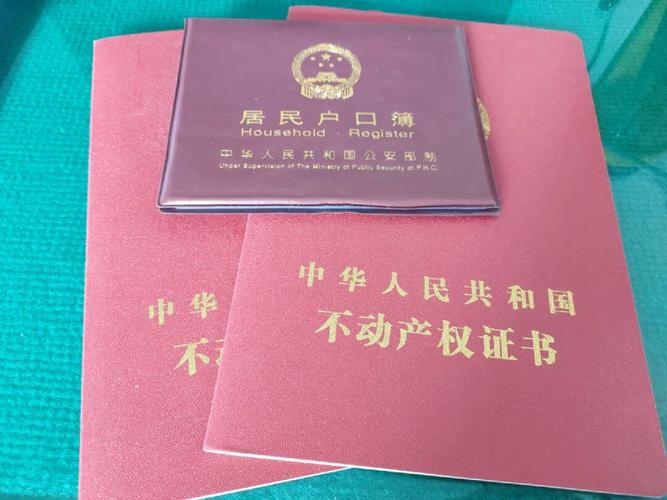 居民户口簿
Household Register
中华人民共和国公安部制
Under Supervision of The Ministry of Public Security of P.R.C.
中华人民共和国
不动产权证书
中华
不